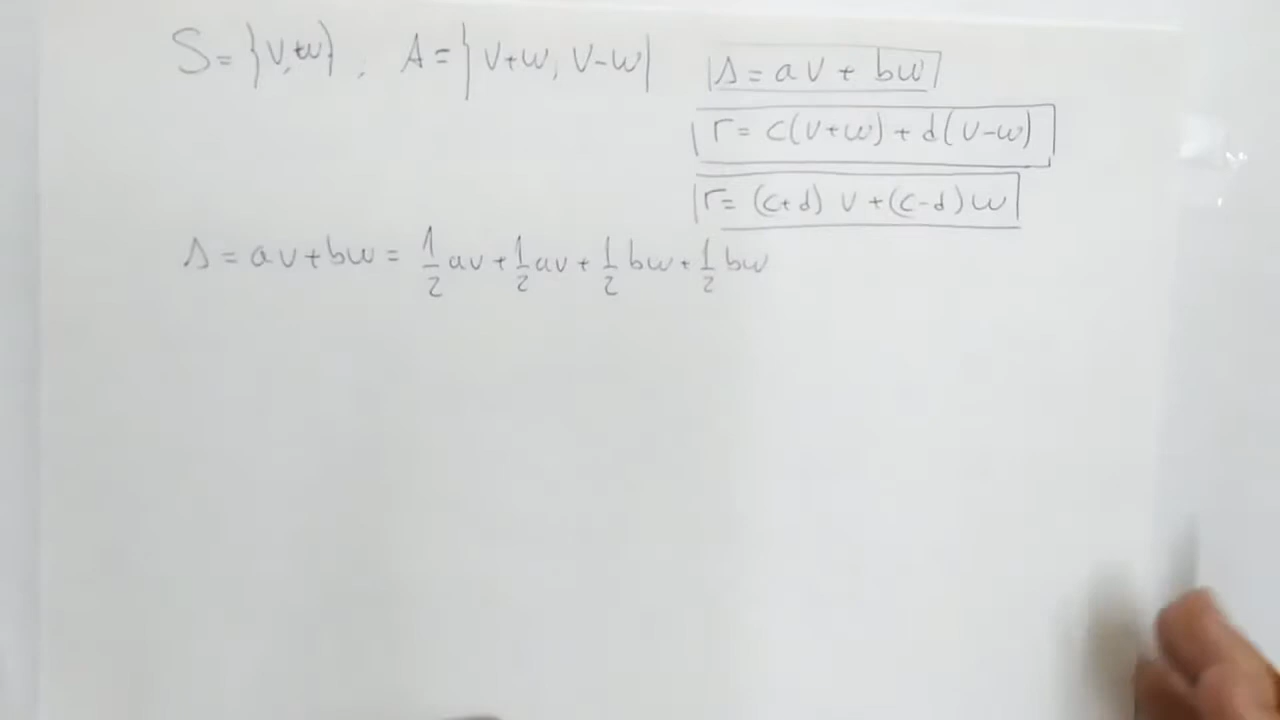 S = {v, w}, A = {v+w, v-w}
s = av + bw
r = c(v+w) + d(v-w)
r = (c+d) v + (c-d) w
s = av + bw = 1/2 av + 1/2 av + 1/2 bw + 1/2 bw